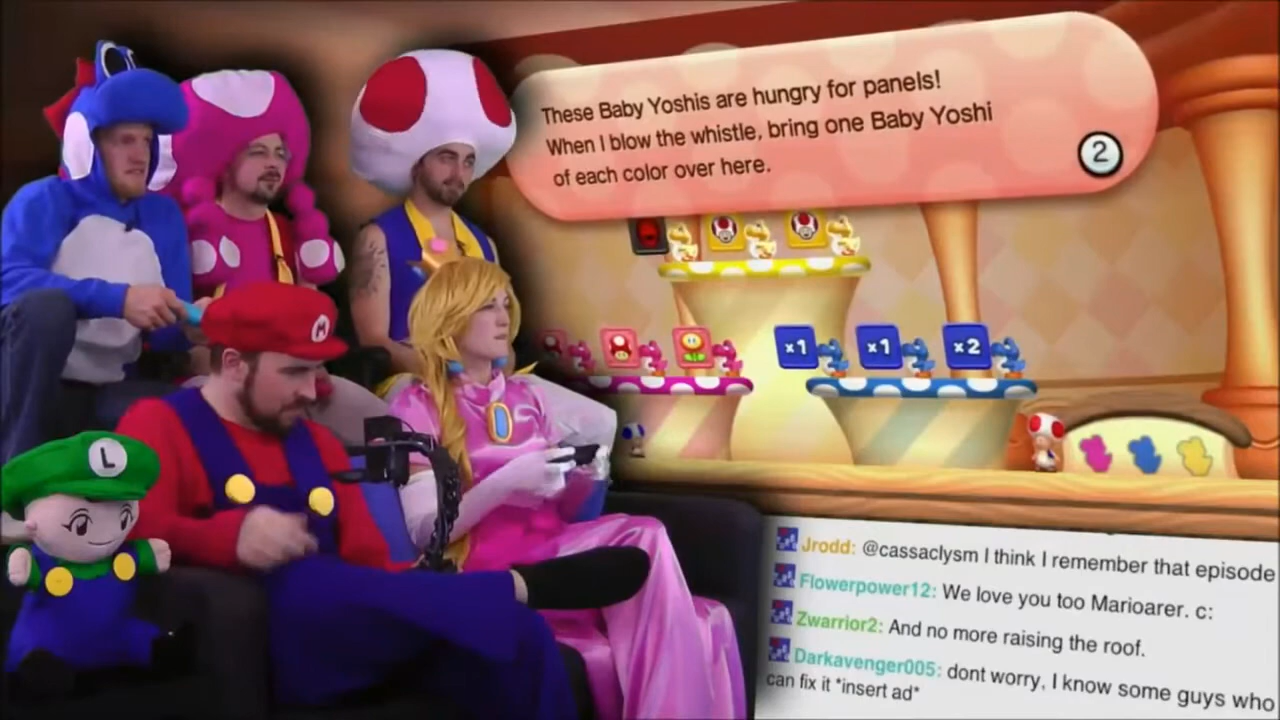 These Baby Yoshis are hungry for panels!
When I blow the whistle, bring one Baby Yoshi
of each color over here.
2
x1
x1
x2
M
L
Jrodd: @cassaclysm I think I remember that episode
Flowerpower12: We love you too Marioarer. c:
Zwarrior2: And no more raising the roof.
Darkavenger005: dont worry, I know some guys who
can fix it *insert ad*